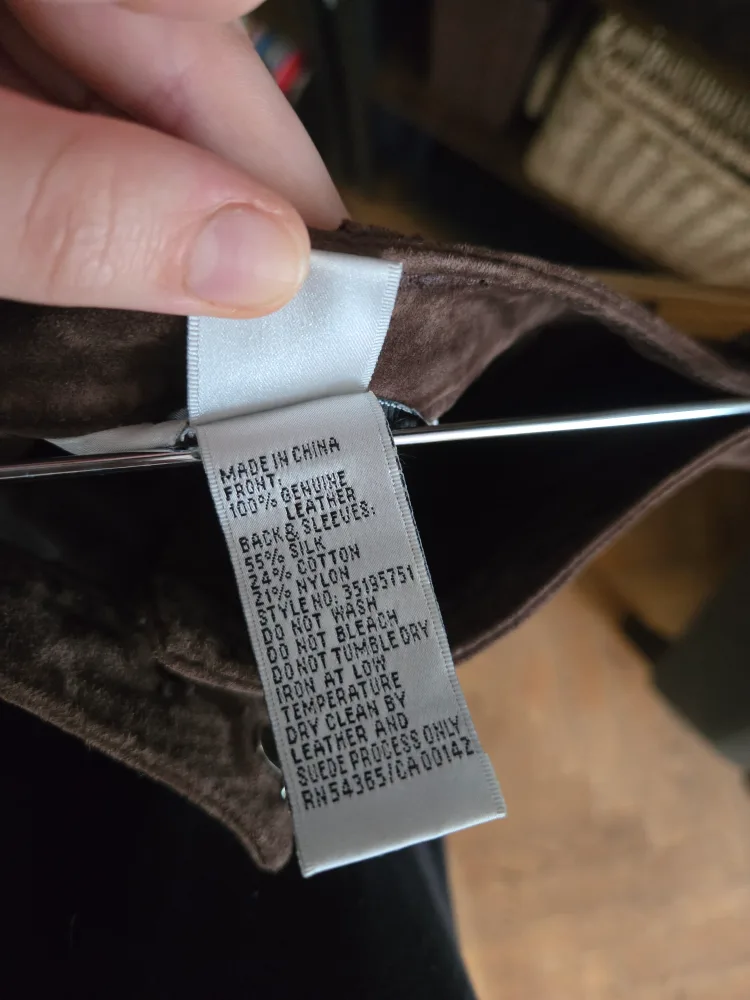 MADE IN CHINA
FRONT:
100% GENUINE
LEATHER
BACK & SLEEVES:
55% SILK
24% COTTON
21% NYLON
STYLE NO: 35195751
DO NOT WASH
DO NOT BLEACH
DO NOT TUMBLE DRY
IRON AT LOW
TEMPERATURE
DRY CLEAN BY
LEATHER AND
SUEDE PROCESS ONLY
RN54365/CA00142